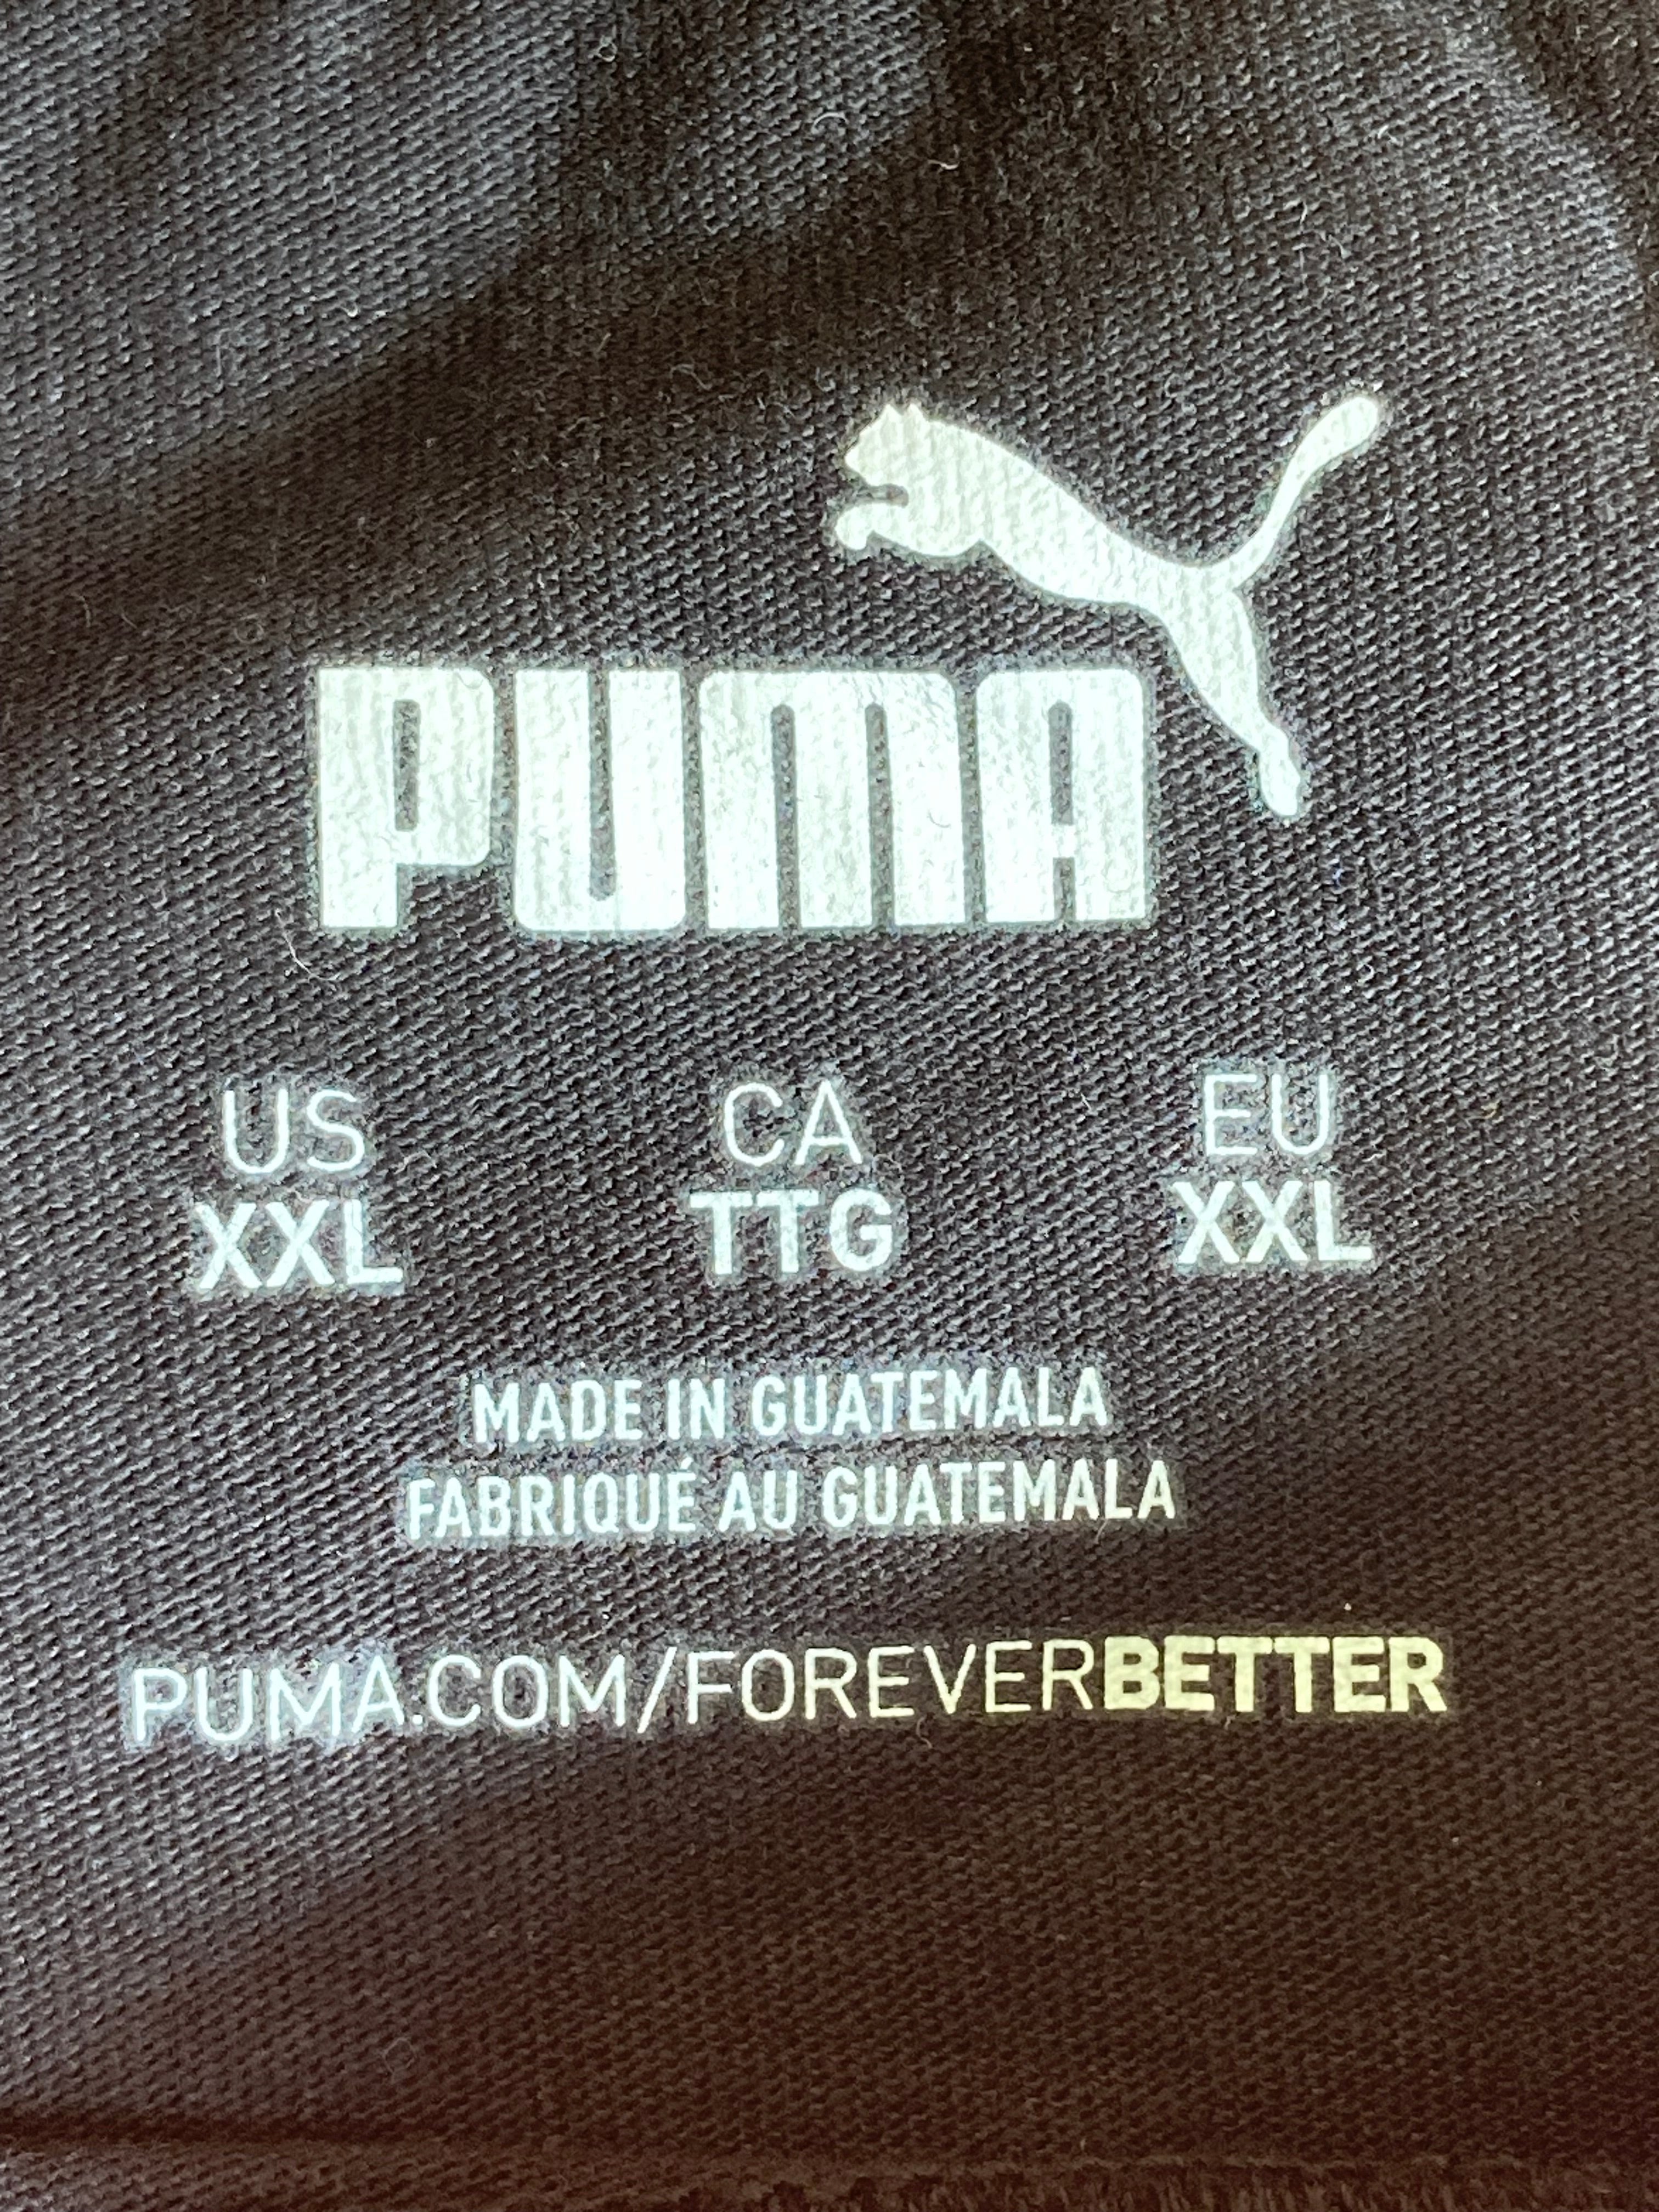 PUMA
US CA EU
XXL TTG XXL
MADE IN GUATEMALA
FABRIQUÉ AU GUATEMALA
PUMA.COM/FOREVERBETTER